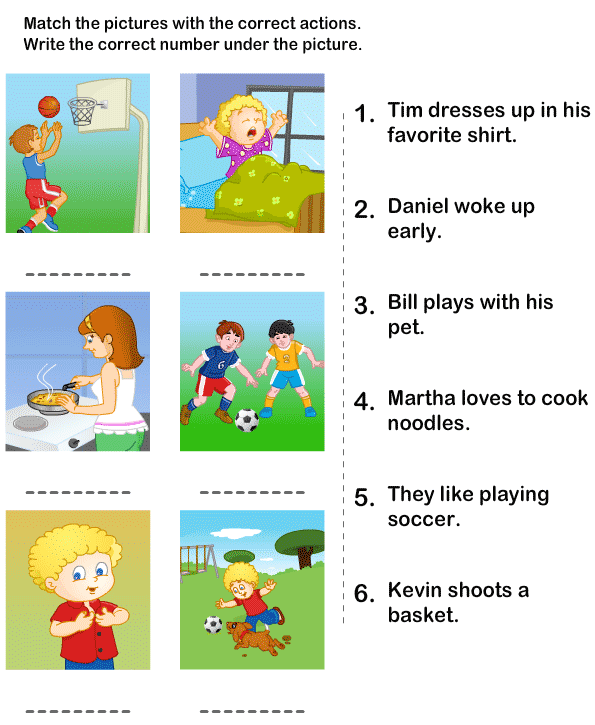 Match the pictures with the correct actions.
Write the correct number under the picture.
1. Tim dresses up in his
favorite shirt.
2. Daniel woke up
early.
3. Bill plays with his
pet.
4. Martha loves to cook
noodles.
5. They like playing
soccer.
6. Kevin shoots a
basket.
6
2